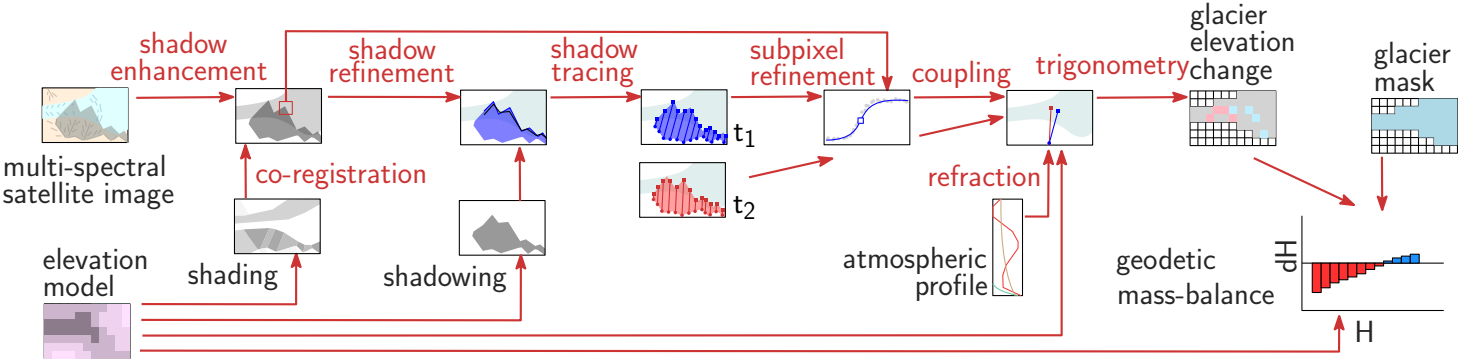 shadow
enhancement
shadow
refinement
shadow
tracing
subpixel
refinement
coupling
trigonometry
glacier
elevation
change
glacier
mask
multi-spectral
satellite image
co-registration
t1
t2
refraction
shading
shadowing
elevation
model
atmospheric
profile
geodetic
mass-balance
dH
H